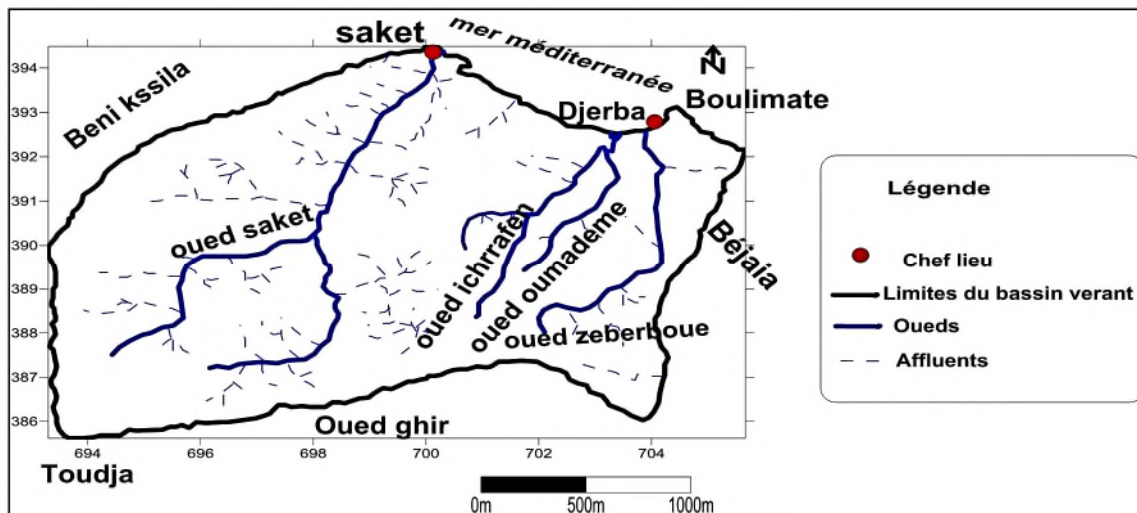 saket
mer méditerranée
N
Beni kssila
Djerba
Boulimate
oued saket
oued ichrrafen
oued oumademe
oued zeberboue
Béjaia
Oued ghir
Toudja
394
393
392
391
390
389
388
387
386
694
696
698
700
702
704
0m
500m
1000m
Légende
Chef lieu
Limites du bassin verant
Oueds
Affluents